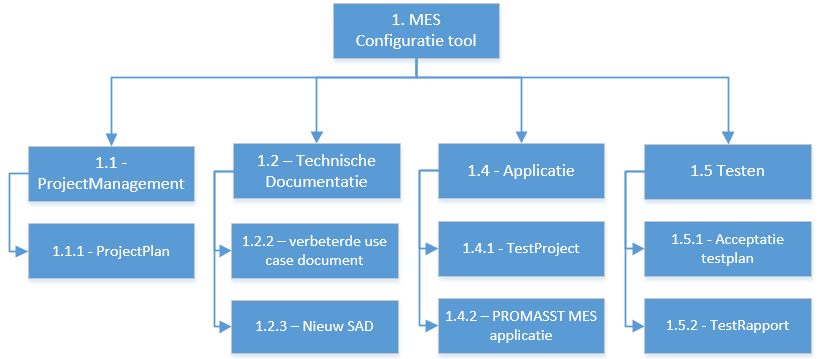 1. MES
Configuratie tool
1.1 -
ProjectManagement
1.2 – Technische
Documentatie
1.4 - Applicatie
1.5 Testen
1.1.1 - ProjectPlan
1.2.2 – verbeterde use
case document
1.4.1 - TestProject
1.5.1 - Acceptatie
testplan
1.2.3 – Nieuw SAD
1.4.2 – PROMASST MES
applicatie
1.5.2 - TestRapport